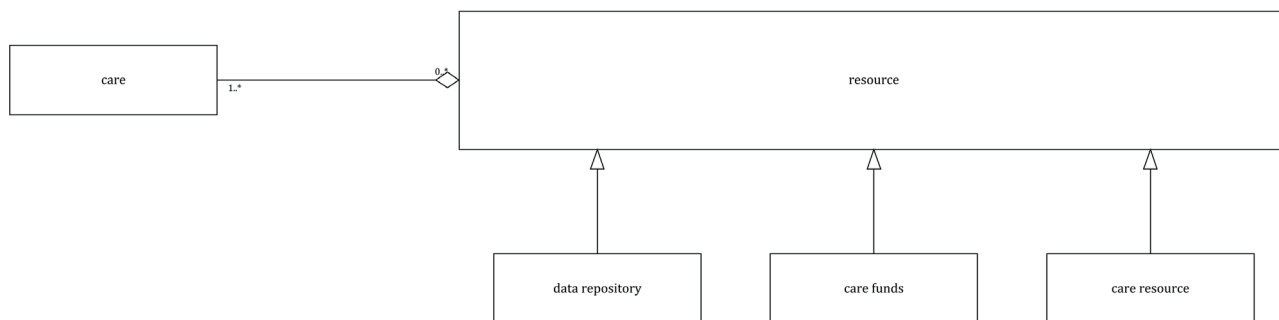 care
resource
0..*
1..*
data repository
care funds
care resource